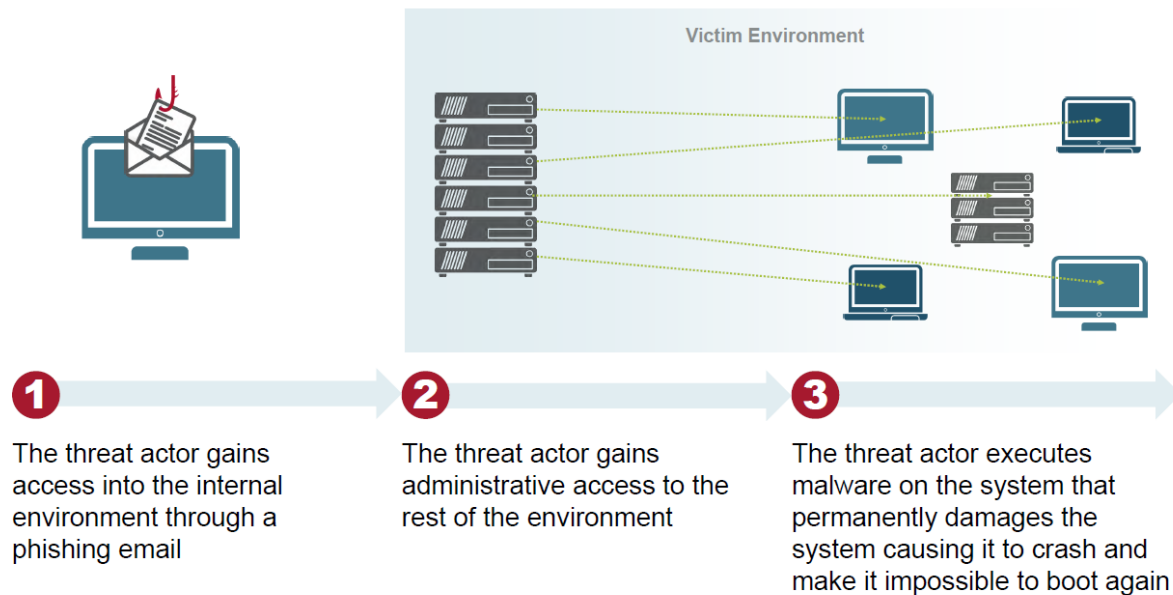 Victim Environment
1
The threat actor gains
access into the internal
environment through a
phishing email
2
The threat actor gains
administrative access to the
rest of the environment
3
The threat actor executes
malware on the system that
permanently damages the
system causing it to crash and
make it impossible to boot again